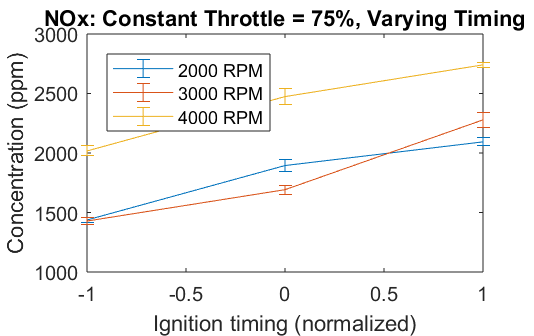 NOx: Constant Throttle = 75%, Varying Timing
3000
2500
2000
1500
1000
Concentration (ppm)
2000 RPM
3000 RPM
4000 RPM
-1
-0.5
0
0.5
1
Ignition timing (normalized)